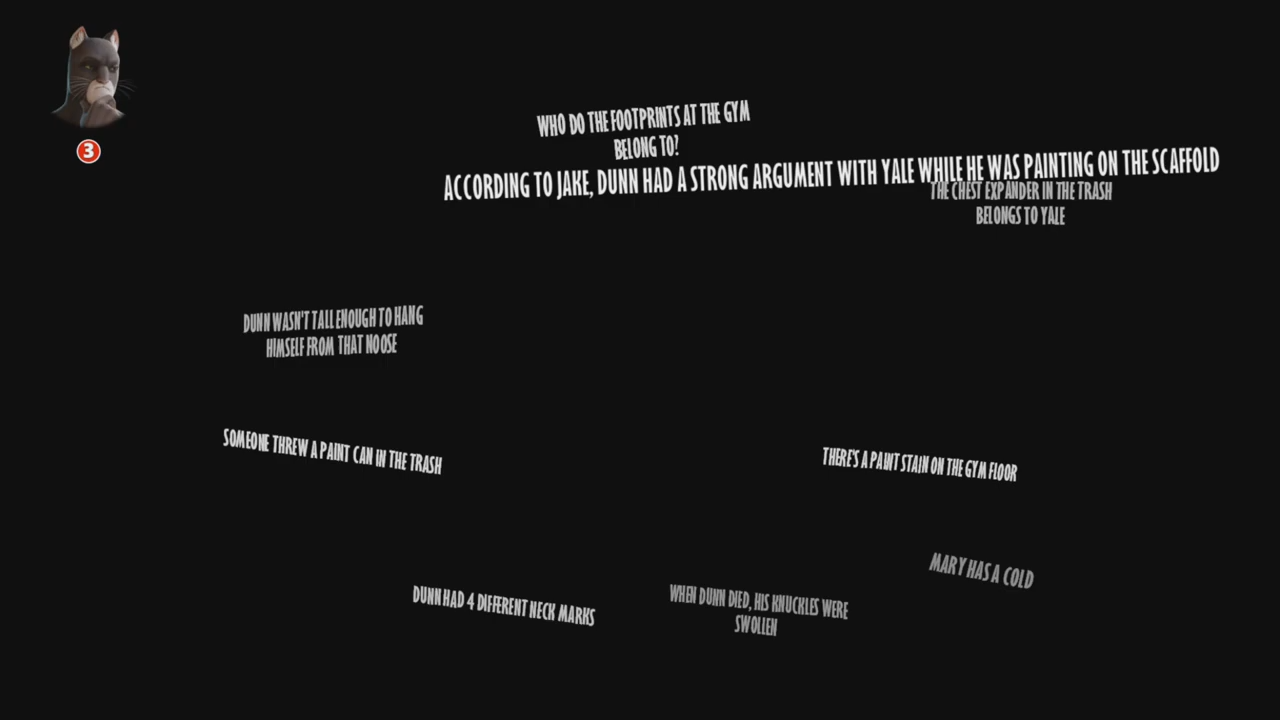 WHO DO THE FOOTPRINTS AT THE GYM
BELONG TO?
ACCORDING TO JAKE, DUNN HAD A STRONG ARGUMENT WITH YALE WHILE HE WAS PAINTING ON THE SCAFFOLD
THE CHEST EXPANDER IN THE TRASH
BELONGS TO YALE
3
DUNN WASN'T TALL ENOUGH TO HANG
HIMSELF FROM THAT NOOSE
SOMEONE THREW A PAINT CAN IN THE TRASH
THERE'S A PAINT STAIN ON THE GYM FLOOR
MARY HAS A COLD
DUNN HAD 4 DIFFERENT NECK MARKS
WHEN DUNN DIED, HIS KNUCKLES WERE
SWOLLEN